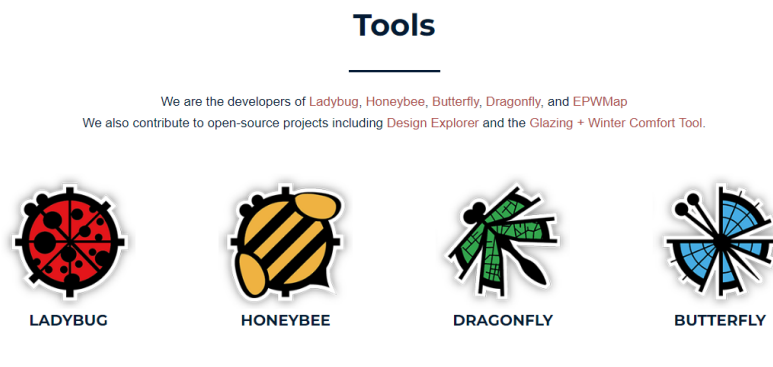 Tools
We are the developers of Ladybug, Honeybee, Butterfly, Dragonfly, and EPWMap
We also contribute to open-source projects including Design Explorer and the Glazing + Winter Comfort Tool.
LADYBUG
HONEYBEE
DRAGONFLY
BUTTERFLY